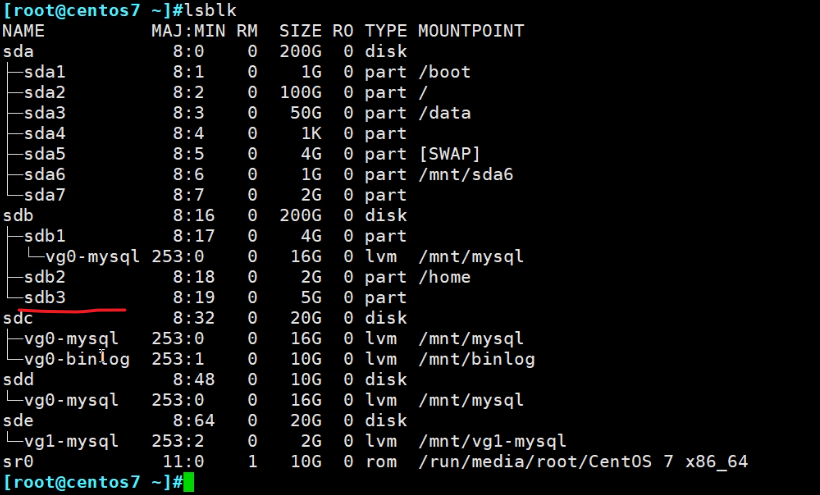 [root@centos7 ~]#lsblk
NAME           MAJ:MIN RM  SIZE RO TYPE MOUNTPOINT
sda              8:0    0  200G  0 disk
├─sda1           8:1    0    1G  0 part /boot
├─sda2           8:2    0  100G  0 part /
├─sda3           8:3    0   50G  0 part /data
├─sda4           8:4    0    1K  0 part
├─sda5           8:5    0    4G  0 part [SWAP]
├─sda6           8:6    0    1G  0 part /mnt/sda6
└─sda7           8:7    0    2G  0 part
sdb              8:16   0  200G  0 disk
├─sdb1           8:17   0    4G  0 part
│ └─vg0-mysql 253:0    0   16G  0 lvm  /mnt/mysql
├─sdb2           8:18   0    2G  0 part /home
└─sdb3           8:19   0    5G  0 part
sdc              8:32   0   20G  0 disk
├─vg0-mysql   253:0    0   16G  0 lvm  /mnt/mysql
└─vg0-binlog  253:1    0   10G  0 lvm  /mnt/binlog
sdd              8:48   0   10G  0 disk
└─vg0-mysql   253:0    0   16G  0 lvm  /mnt/mysql
sde              8:64   0   20G  0 disk
└─vg1-mysql   253:2    0    2G  0 lvm  /mnt/vg1-mysql
sr0             11:0    1   10G  0 rom  /run/media/root/CentOS 7 x86_64
[root@centos7 ~]#